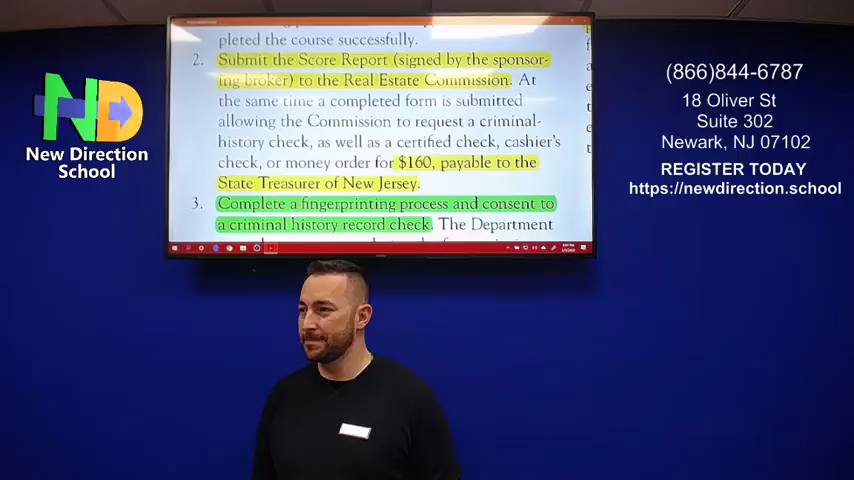 pleted the course successfully.
2. Submit the Score Report (signed by the sponsor-
ing broker) to the Real Estate Commission. At
the same time a completed form is submitted
allowing the Commission to request a criminal-
history check, as well as a certified check, cashier's
check, or money order for $160, payable to the
State Treasurer of New Jersey.
3. Complete a fingerprinting process and consent to
a criminal history record check. The Department
ND
New Direction
School
(866)844-6787
18 Oliver St
Suite 302
Newark, NJ 07102
REGISTER TODAY
https://newdirection.school